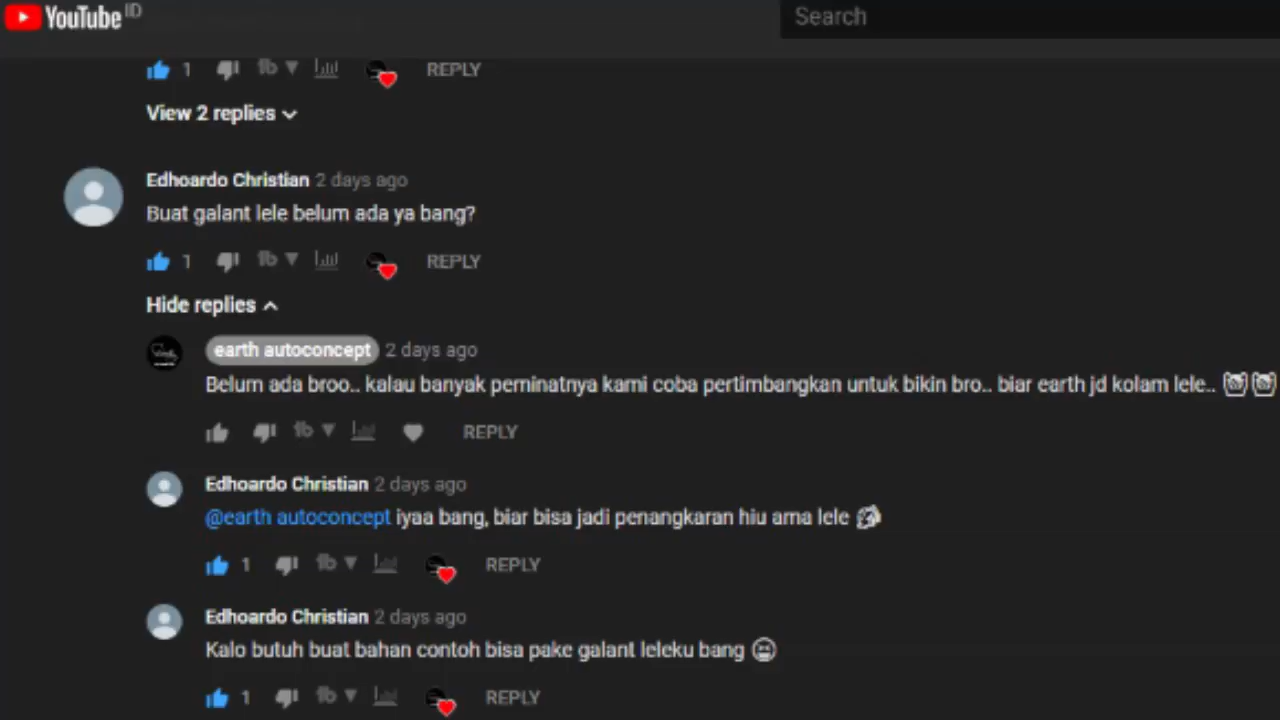 YouTube ID
Search
1 REPLY
View 2 replies
Edhoardo Christian 2 days ago
Buat galant lele belum ada ya bang?
1 REPLY
Hide replies
earth autoconcept 2 days ago
Belum ada broo.. kalau banyak peminatnya kami coba pertimbangkan untuk bikin bro.. biar earth jd kolam lele..
REPLY
Edhoardo Christian 2 days ago
@earth autoconcept iyaa bang, biar bisa jadi penangkaran hiu ama lele
1 REPLY
Edhoardo Christian 2 days ago
Kalo butuh buat bahan contoh bisa pake galant leleku bang
1 REPLY